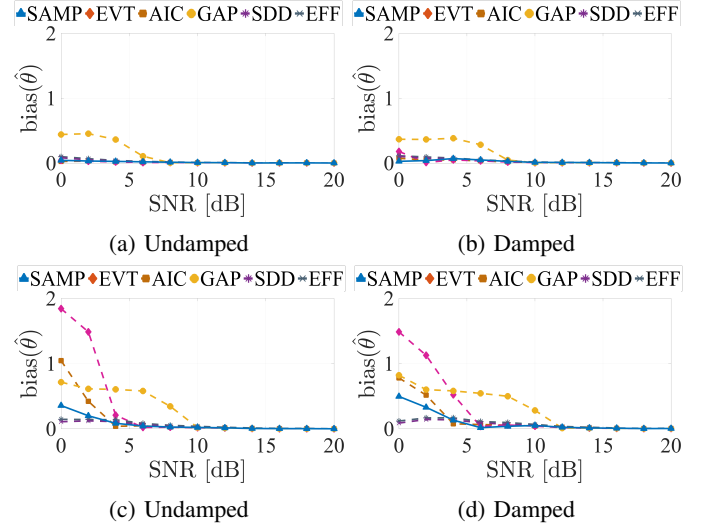 SAMP EVT AIC GAP SDD EFF
SAMP EVT AIC GAP SDD EFF
2
1
0
bias(θ̂)
0 5 10 15 20
SNR [dB]
(a) Undamped
2
1
0
bias(θ̂)
0 5 10 15 20
SNR [dB]
(b) Damped
SAMP EVT AIC GAP SDD EFF
SAMP EVT AIC GAP SDD EFF
2
1
0
bias(θ̂)
0 5 10 15 20
SNR [dB]
(c) Undamped
2
1
0
bias(θ̂)
0 5 10 15 20
SNR [dB]
(d) Damped